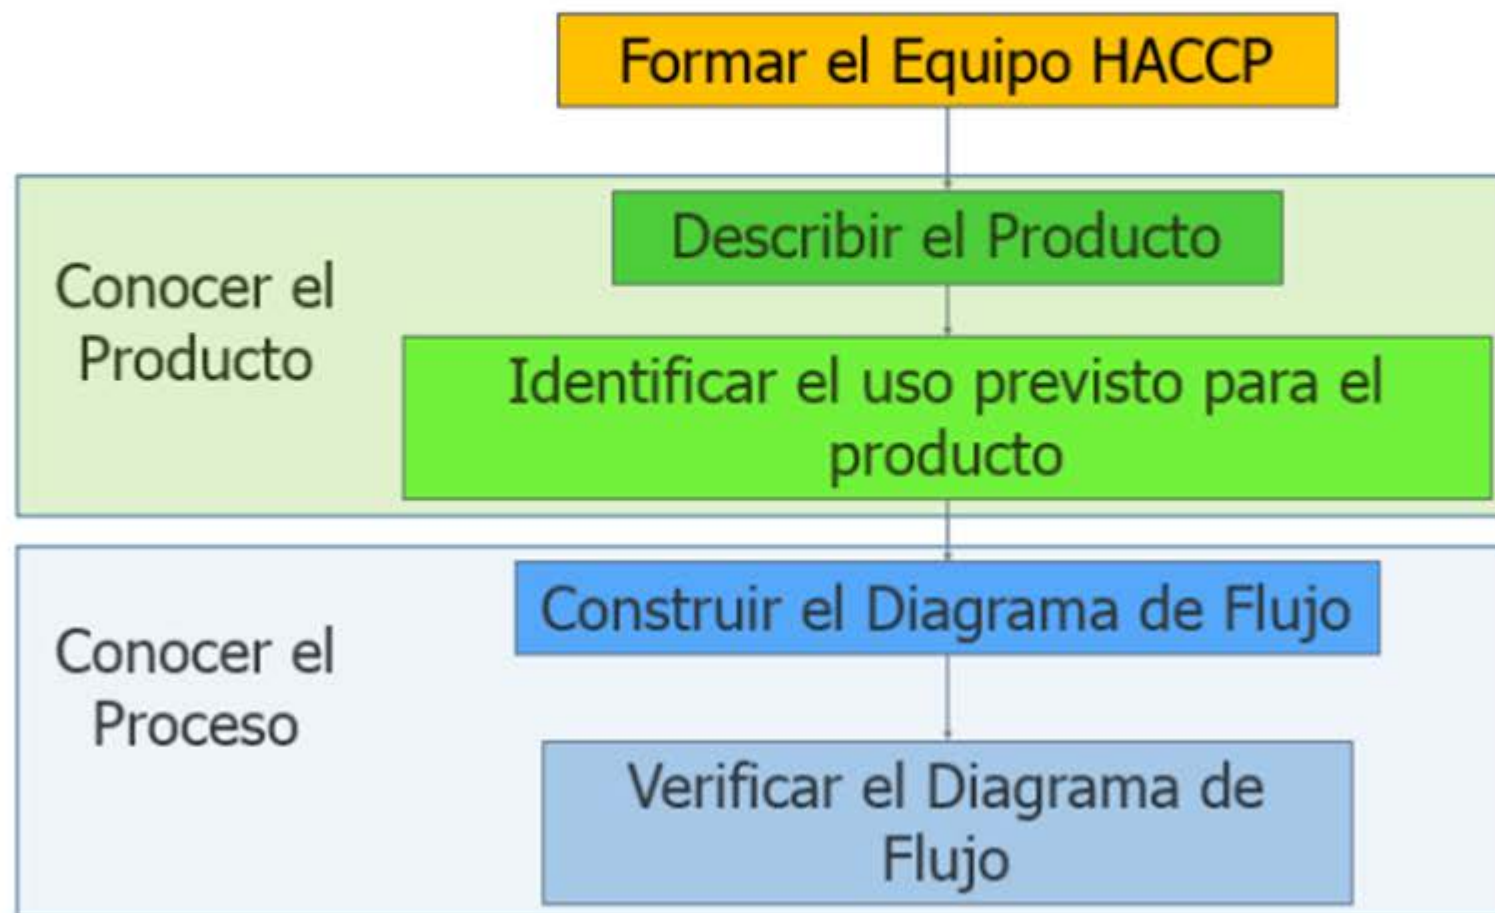 Formar el Equipo HACCP
Conocer el
Producto
Describir el Producto
Identificar el uso previsto para el
producto
Conocer el
Proceso
Construir el Diagrama de Flujo
Verificar el Diagrama de
Flujo